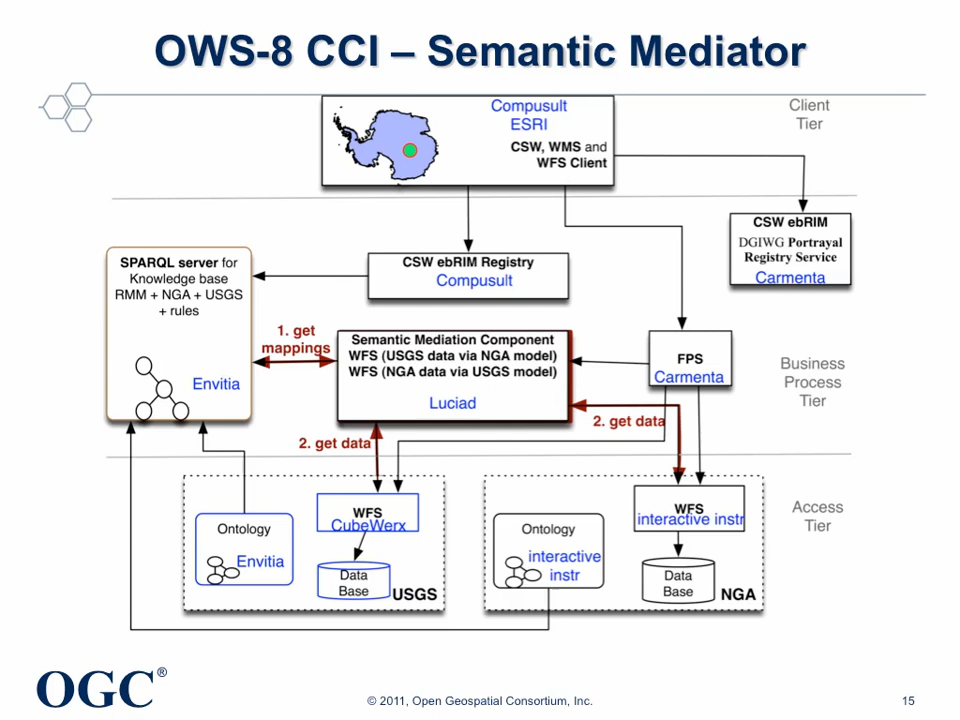 OWS-8 CCI – Semantic Mediator
Compusult
ESRI
CSW, WMS and
WFS Client
Client
Tier
CSW ebRIM
DGIWG Portrayal
Registry Service
Carmenta
SPARQL server for
Knowledge base
RMM + NGA + USGS
+ rules
Envitia
CSW ebRIM Registry
Compusult
1. get
mappings
Semantic Mediation Component
WFS (USGS data via NGA model)
WFS (NGA data via USGS model)
Luciad
FPS
Carmenta
Business
Process
Tier
2. get data
2. get data
Access
Tier
Ontology
Envitia
WFS
CubeWerx
Data
Base
USGS
Ontology
interactive
instr
WFS
interactive instr
Data
Base
NGA
OGC®
© 2011, Open Geospatial Consortium, Inc.
15